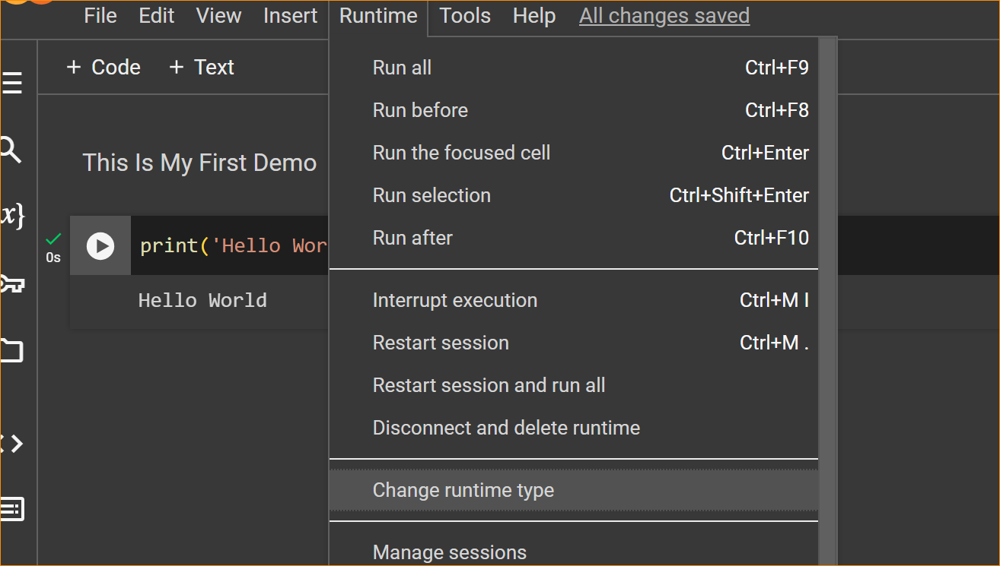 File Edit View Insert Runtime Tools Help All changes saved
+ Code + Text
Run all Ctrl+F9
Run before Ctrl+F8
Run the focused cell Ctrl+Enter
This Is My First Demo
Run selection Ctrl+Shift+Enter
Run after Ctrl+F10
print('Hello Wor
0s
Hello World
Interrupt execution Ctrl+M I
Restart session Ctrl+M .
Restart session and run all
Disconnect and delete runtime
Change runtime type
Manage sessions